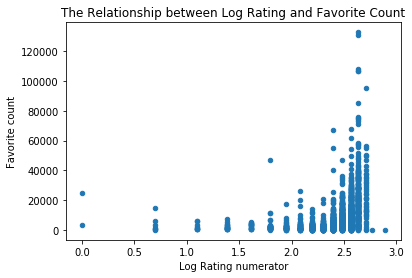 The Relationship between Log Rating and Favorite Count
120000
100000
80000
60000
40000
20000
0
Favorite count
0.0 0.5 1.0 1.5 2.0 2.5 3.0
Log Rating numerator